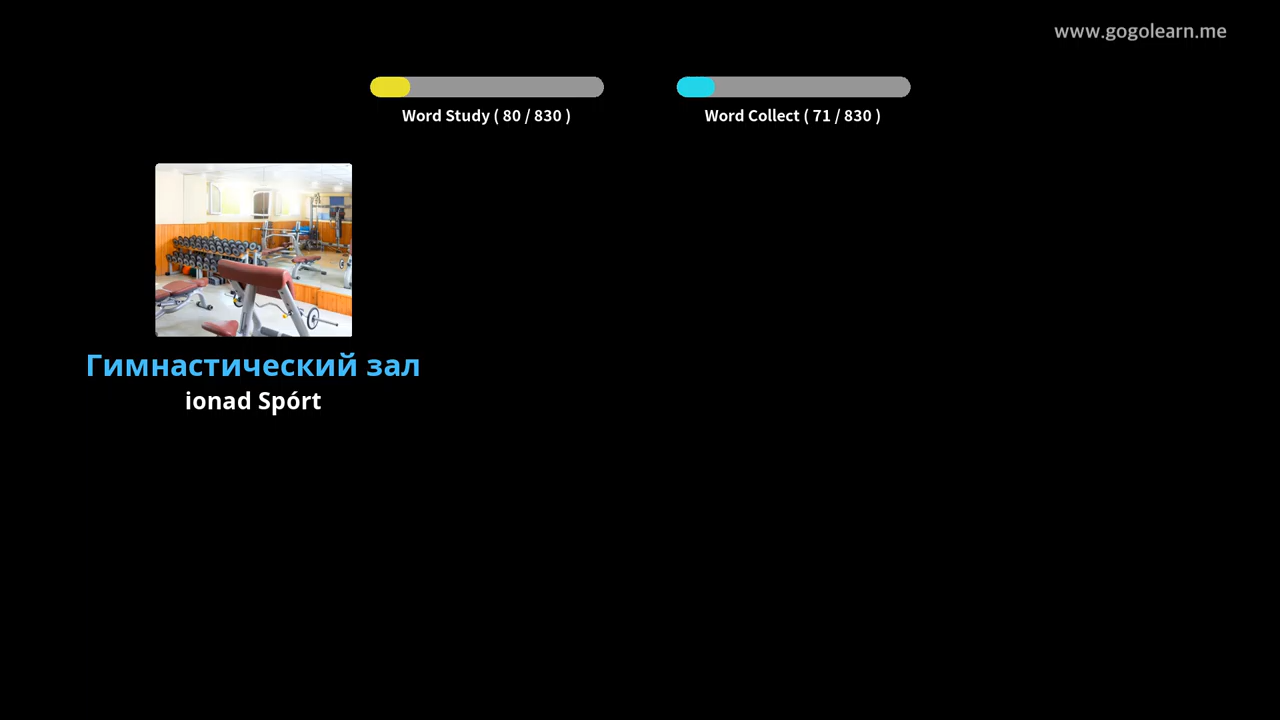 www.gogolearn.me
Word Study ( 80 / 830 )
Word Collect ( 71 / 830 )
Гимнастический зал
ionad Spórt